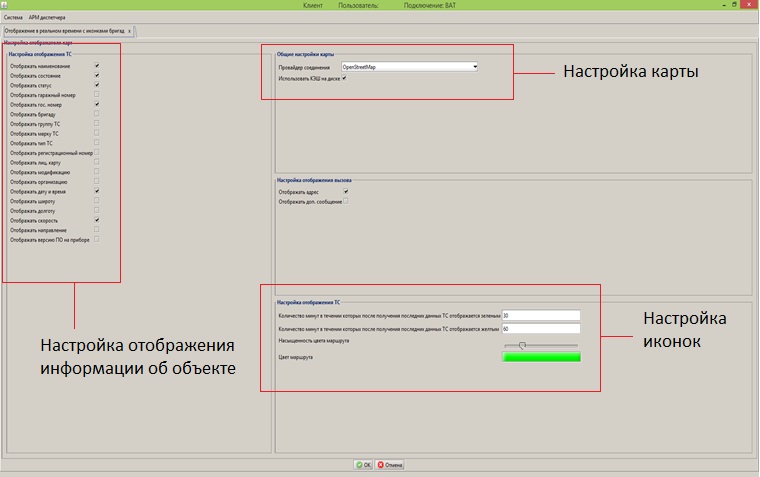 Клиент Пользователь: Подключение: ВАТ
Система АРМ диспетчера
Отображение в реальном времени с иконками бригад x
Настройка отображателя карт
Настройка отображения ТС
Отображать наименование
Отображать состояние
Отображать статус
Отображать гаражный номер
Отображать гос. номер
Отображать бригаду
Отображать группу ТС
Отображать марку ТС
Отображать тип ТС
Отображать регистрационный номер
Отображать лиц. карту
Отображать модификацию
Отображать организацию
Отображать дату и время
Отображать широту
Отображать долготу
Отображать скорость
Отображать направление
Отображать версию ПО на приборе
Настройка отображения
информации об объекте
Общие настройки карты
Провайдер соединения OpenStreetMap
Использовать КЭШ на диске
Настройка карты
Настройка отображения вызова
Отображать адрес
Отображать доп. сообщение
Настройка отображения ТС
Количество минут в течении которых после получения последних данных ТС отображается зеленым 30
Количество минут в течении которых после получения последних данных ТС отображается желтым 60
Насыщенность цвета маршрута
Цвет маршрута
Настройка
иконок
OK Отмена